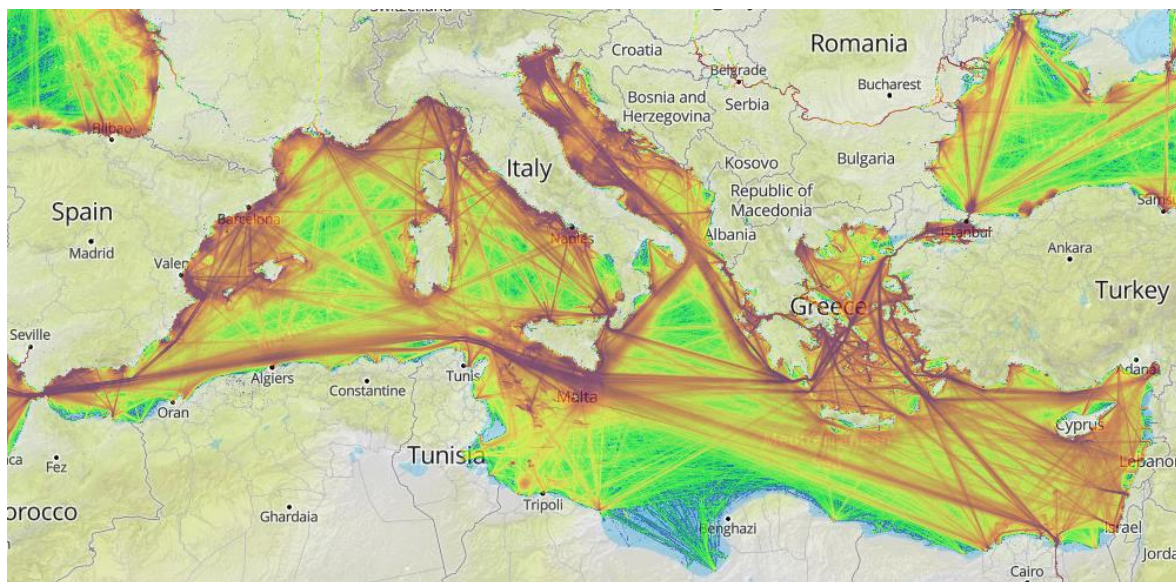 Croatia
Romania
Belgrade
Bucharest
Bosnia and
Herzegovina
Serbia
Bilbao
Italy
Kosovo
Bulgaria
Spain
Barcelona
Republic of
Macedonia
Madrid
Naples
Albania
Istanbul
Samsu
Ankara
Valen
Greece
Turkey
Seville
Algiers
Constantine
Tunis
Adana
Oran
Malta
Cyprus
Fez
Tunisia
Lebanon
orocco
Ghardaia
Tripoli
Benghazi
Israel
Jorda
Cairo